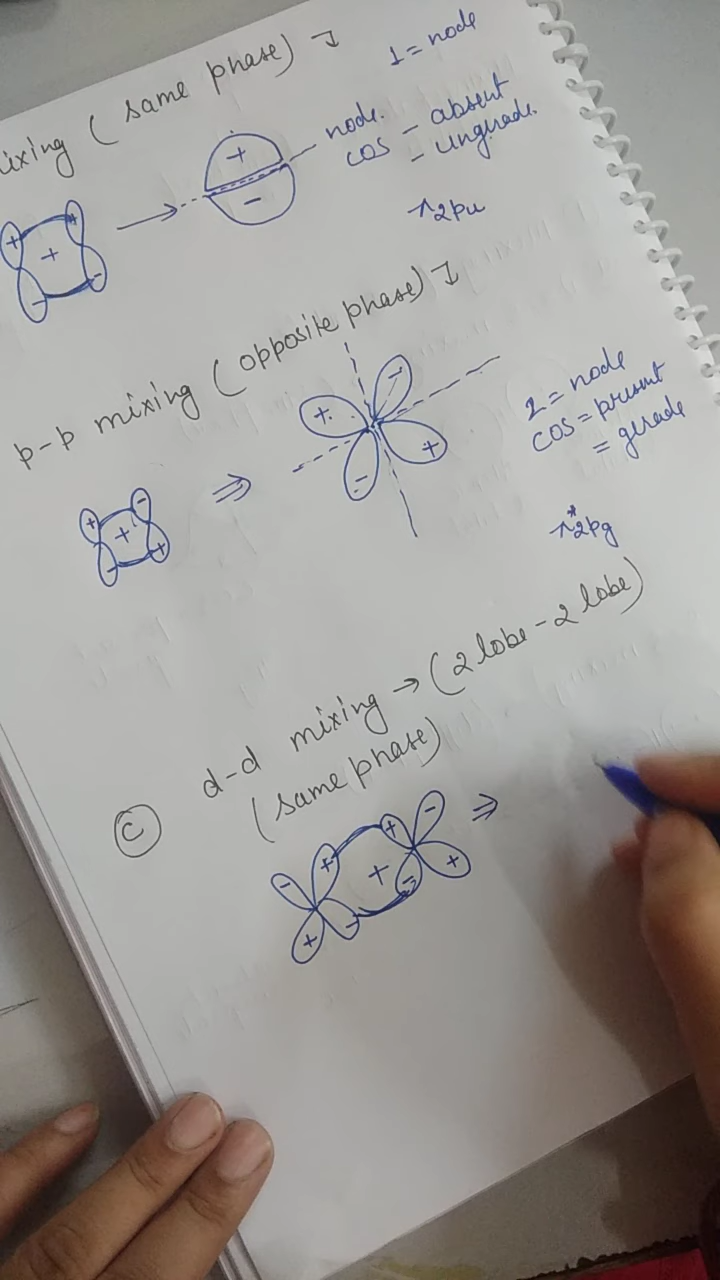 ixing ( same phase) ↴
1 = node
+
-
node.
cos - absent
= ungrade.
+ + + - -
π2pu
p-p mixing ( opposite phase) ↴
+ - - +
2 = node
cos = present
= gerade
+ - + - +
π*2pg
C
d-d mixing → (2 lobe - 2 lobe)
(same phase)
- + + - + - + - + ⇒